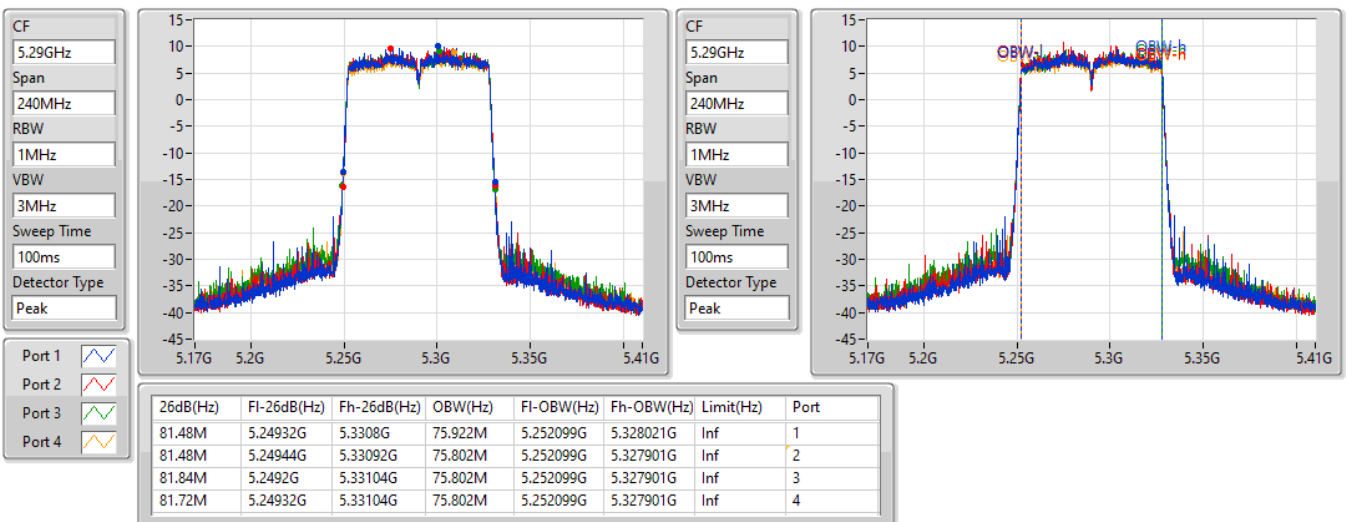 CF
5.29GHz
Span
240MHz
RBW
1MHz
VBW
3MHz
Sweep Time
100ms
Detector Type
Peak
15
10
5
0
-5
-10
-15
-20
-25
-30
-35
-40
-45
5.17G 5.2G 5.25G 5.3G 5.35G 5.41G
CF
5.29GHz
Span
240MHz
RBW
1MHz
VBW
3MHz
Sweep Time
100ms
Detector Type
Peak
15
10
5
0
-5
-10
-15
-20
-25
-30
-35
-40
-45
OBW-l OBW-h
5.17G 5.2G 5.25G 5.3G 5.35G 5.41G
Port 1
Port 2
Port 3
Port 4
26dB(Hz) Fl-26dB(Hz) Fh-26dB(Hz) OBW(Hz) Fl-OBW(Hz) Fh-OBW(Hz) Limit(Hz) Port
81.48M 5.24932G 5.3308G 75.922M 5.252099G 5.328021G Inf 1
81.48M 5.24944G 5.33092G 75.802M 5.252099G 5.327901G Inf 2
81.84M 5.2492G 5.33104G 75.802M 5.252099G 5.327901G Inf 3
81.72M 5.24932G 5.33104G 75.802M 5.252099G 5.327901G Inf 4